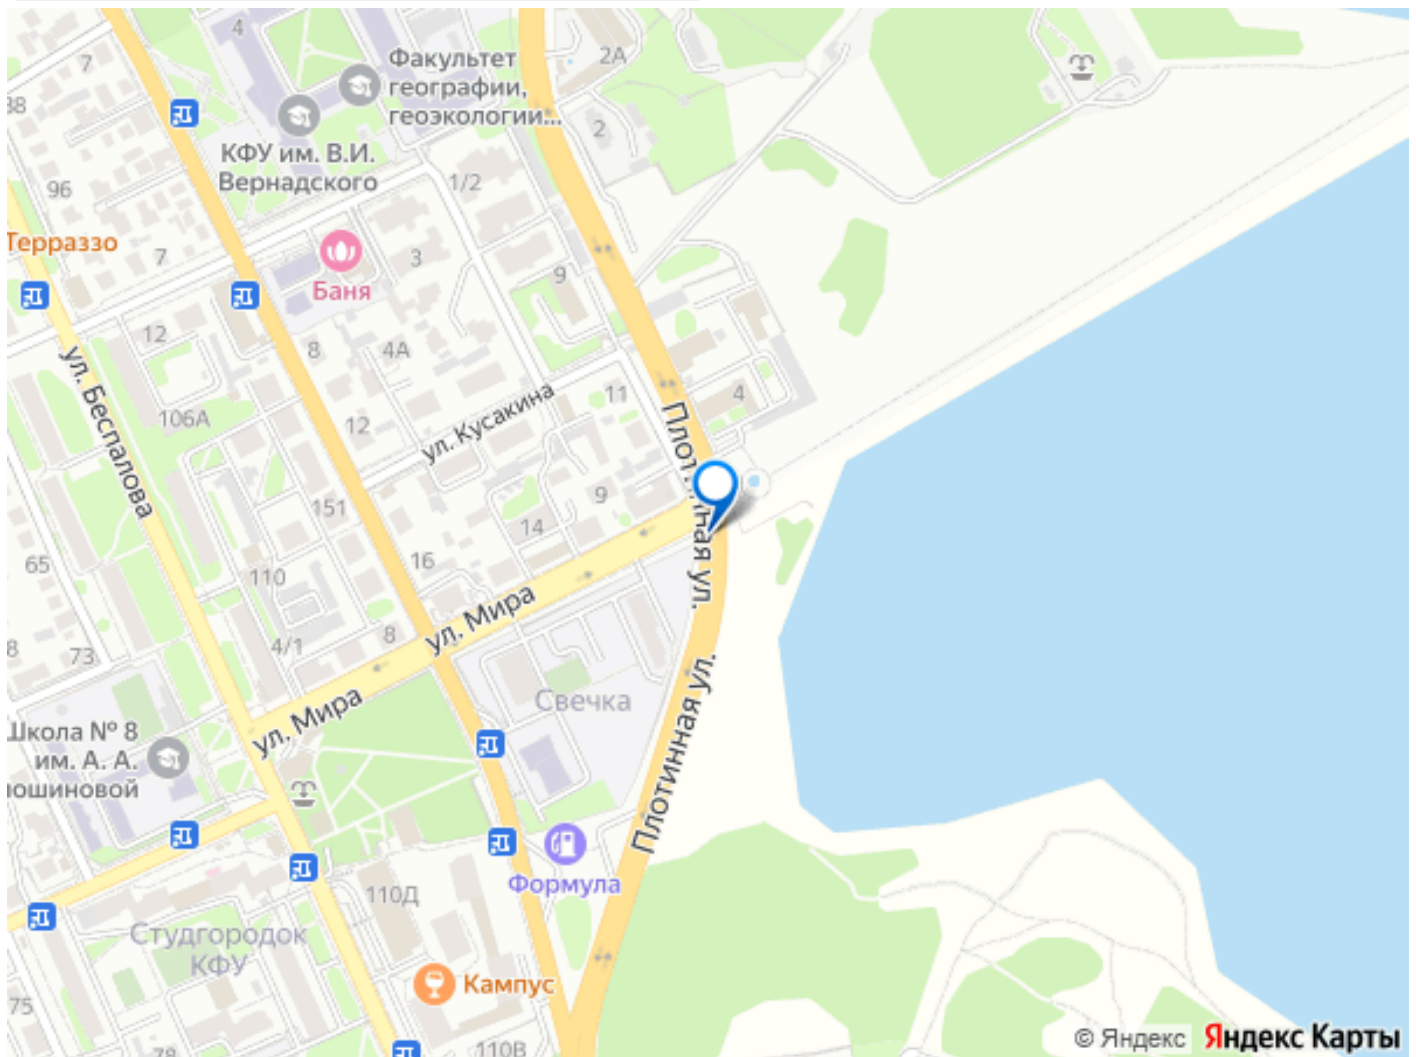 4
2А
7
Факультет
географии,
геоэкологии...
38
2
КФУ им. В.И.
Вернадского
1/2
96
Терраззо
7
3
9
Баня
12
8
4А
ул. Беспалова
11
4
106А
12
ул. Кусакина
Плотинная ул.
151
9
14
65
16
110
ул. Мира
8
4/1
73
8
Свечка
ул. Мира
Школа № 8
им. А. А.
юшиновой
Плотинная ул.
Формула
110Д
Студгородок
КФУ
Кампус
75
78
110В
© Яндекс
Яндекс Карты